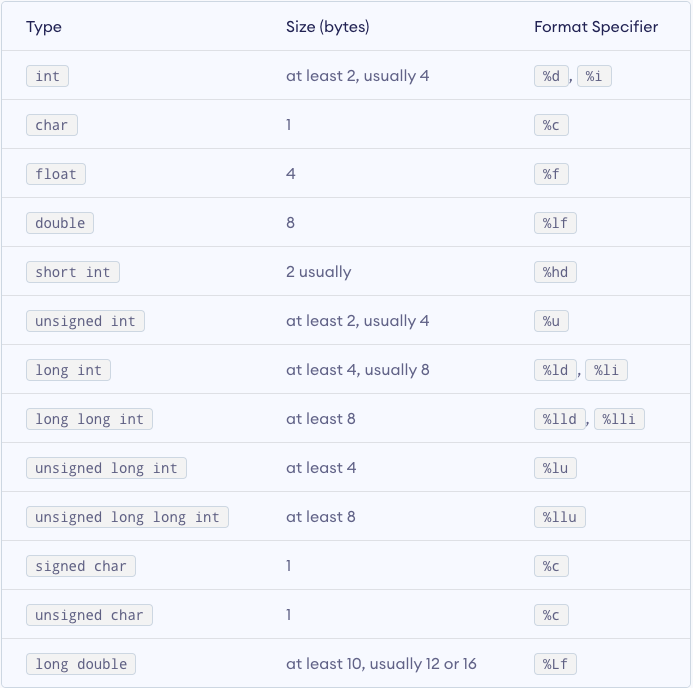 Type Size (bytes) Format Specifier
int at least 2, usually 4 %d, %i
char 1 %c
float 4 %f
double 8 %lf
short int 2 usually %hd
unsigned int at least 2, usually 4 %u
long int at least 4, usually 8 %ld, %li
long long int at least 8 %lld, %lli
unsigned long int at least 4 %lu
unsigned long long int at least 8 %llu
signed char 1 %c
unsigned char 1 %c
long double at least 10, usually 12 or 16 %Lf